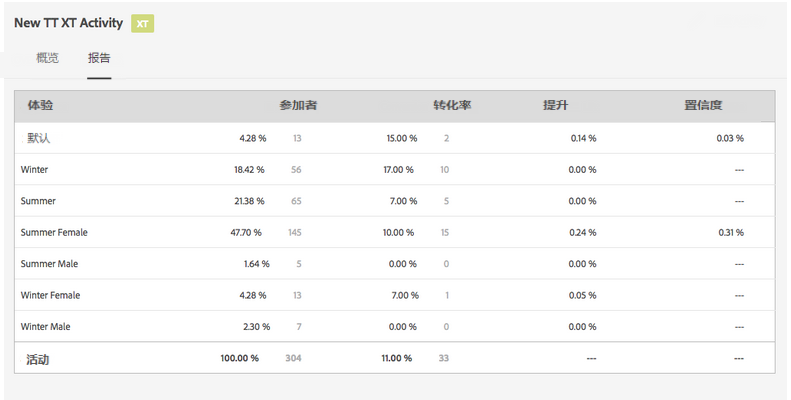 New TT XT Activity XT
概览 报告
体验 参加者 转化率 提升 置信度
默认 4.28 % 13 15.00 % 2 0.14 % 0.03 %
Winter 18.42 % 56 17.00 % 10 0.00 % ---
Summer 21.38 % 65 7.00 % 5 0.00 % ---
Summer Female 47.70 % 145 10.00 % 15 0.24 % 0.31 %
Summer Male 1.64 % 5 0.00 % 0 0.00 % ---
Winter Female 4.28 % 13 7.00 % 1 0.05 % ---
Winter Male 2.30 % 7 0.00 % 0 0.00 % ---
活动 100.00 % 304 11.00 % 33 --- ---